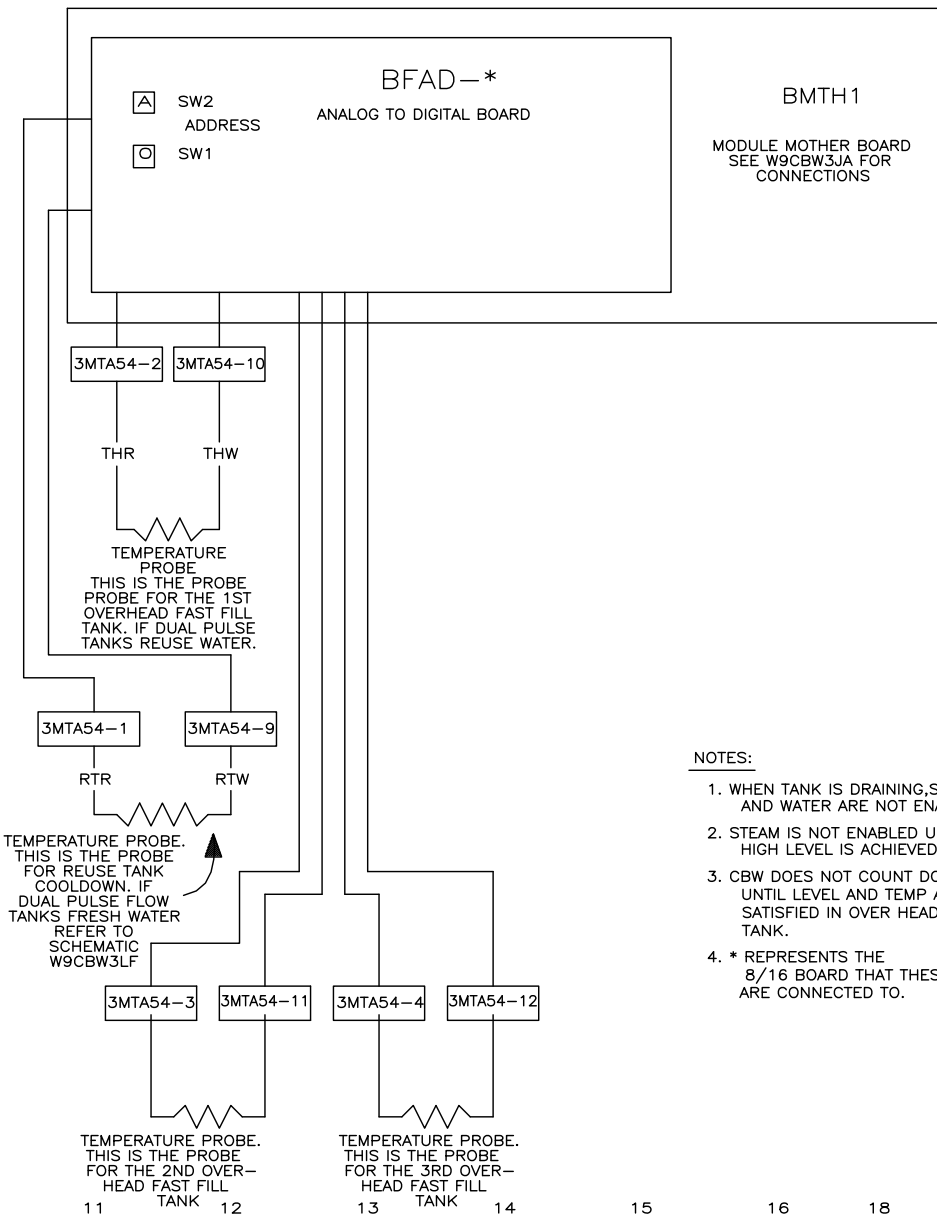 BFAD-*
ANALOG TO DIGITAL BOARD
A
SW2
ADDRESS
O
SW1
BMTH1
MODULE MOTHER BOARD
SEE W9CBW3JA FOR
CONNECTIONS
3MTA54-2
3MTA54-10
THR
THW
TEMPERATURE
PROBE
THIS IS THE PROBE
PROBE FOR THE 1ST
OVERHEAD FAST FILL
TANK. IF DUAL PULSE
TANKS REUSE WATER.
3MTA54-1
3MTA54-9
RTR
RTW
TEMPERATURE PROBE.
THIS IS THE PROBE
FOR REUSE TANK
COOLDOWN. IF
DUAL PULSE FLOW
TANKS FRESH WATER
REFER TO
SCHEMATIC
W9CBW3LF
NOTES:
1. WHEN TANK IS DRAINING,S
AND WATER ARE NOT ENA
2. STEAM IS NOT ENABLED U
HIGH LEVEL IS ACHIEVED
3. CBW DOES NOT COUNT DO
UNTIL LEVEL AND TEMP A
SATISFIED IN OVER HEAD
TANK.
4. * REPRESENTS THE
8/16 BOARD THAT THES
ARE CONNECTED TO.
3MTA54-3
3MTA54-11
3MTA54-4
3MTA54-12
TEMPERATURE PROBE.
THIS IS THE PROBE
FOR THE 2ND OVER-
HEAD FAST FILL
TANK
TEMPERATURE PROBE.
THIS IS THE PROBE
FOR THE 3RD OVER-
HEAD FAST FILL
TANK
11 12 13 14 15 16 18